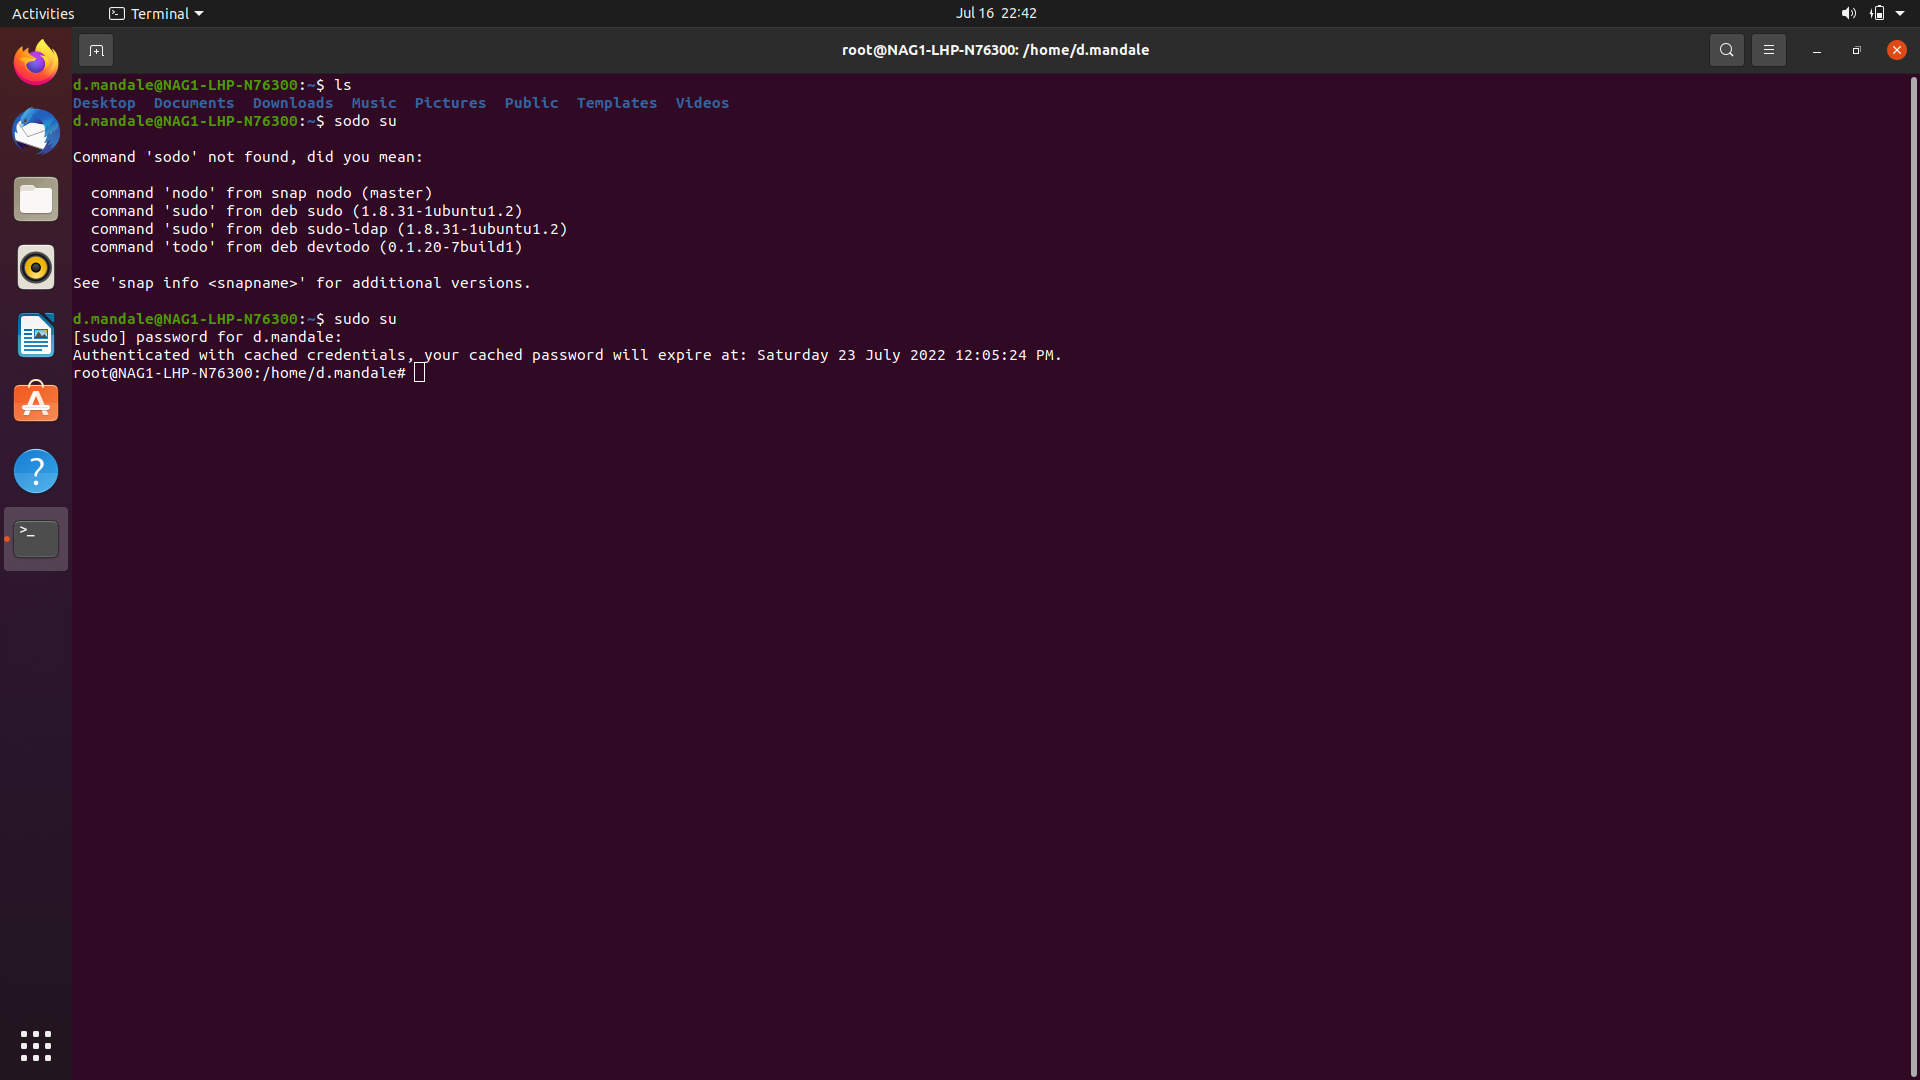 Activities
Terminal
Jul 16 22:42
root@NAG1-LHP-N76300: /home/d.mandale
d.mandale@NAG1-LHP-N76300:~$ ls
Desktop  Documents  Downloads  Music  Pictures  Public  Templates  Videos
d.mandale@NAG1-LHP-N76300:~$ sodo su
Command 'sodo' not found, did you mean:
  command 'nodo' from snap nodo (master)
  command 'sudo' from deb sudo (1.8.31-1ubuntu1.2)
  command 'sudo' from deb sudo-ldap (1.8.31-1ubuntu1.2)
  command 'todo' from deb devtodo (0.1.20-7build1)
See 'snap info <snapname>' for additional versions.
d.mandale@NAG1-LHP-N76300:~$ sudo su
[sudo] password for d.mandale:
Authenticated with cached credentials, your cached password will expire at: Saturday 23 July 2022 12:05:24 PM.
root@NAG1-LHP-N76300:/home/d.mandale#